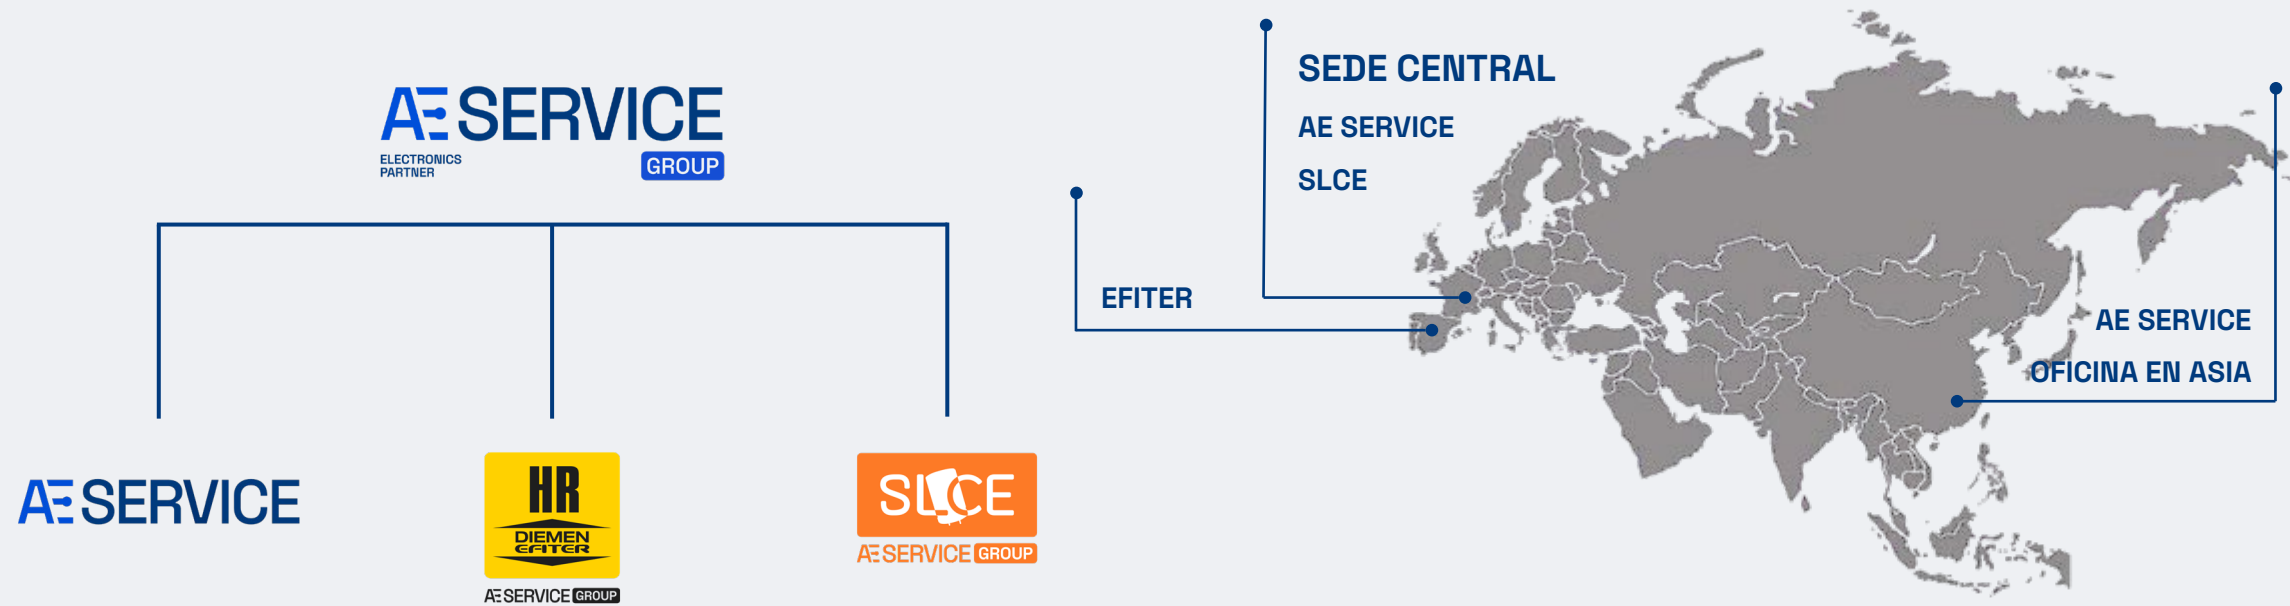 AE SERVICE
ELECTRONICS
PARTNER
GROUP
AE SERVICE
HR
DIEMEN
EFITER
AE SERVICE GROUP
SLCE
AE SERVICE GROUP
EFITER
SEDE CENTRAL
AE SERVICE
SLCE
AE SERVICE
OFICINA EN ASIA